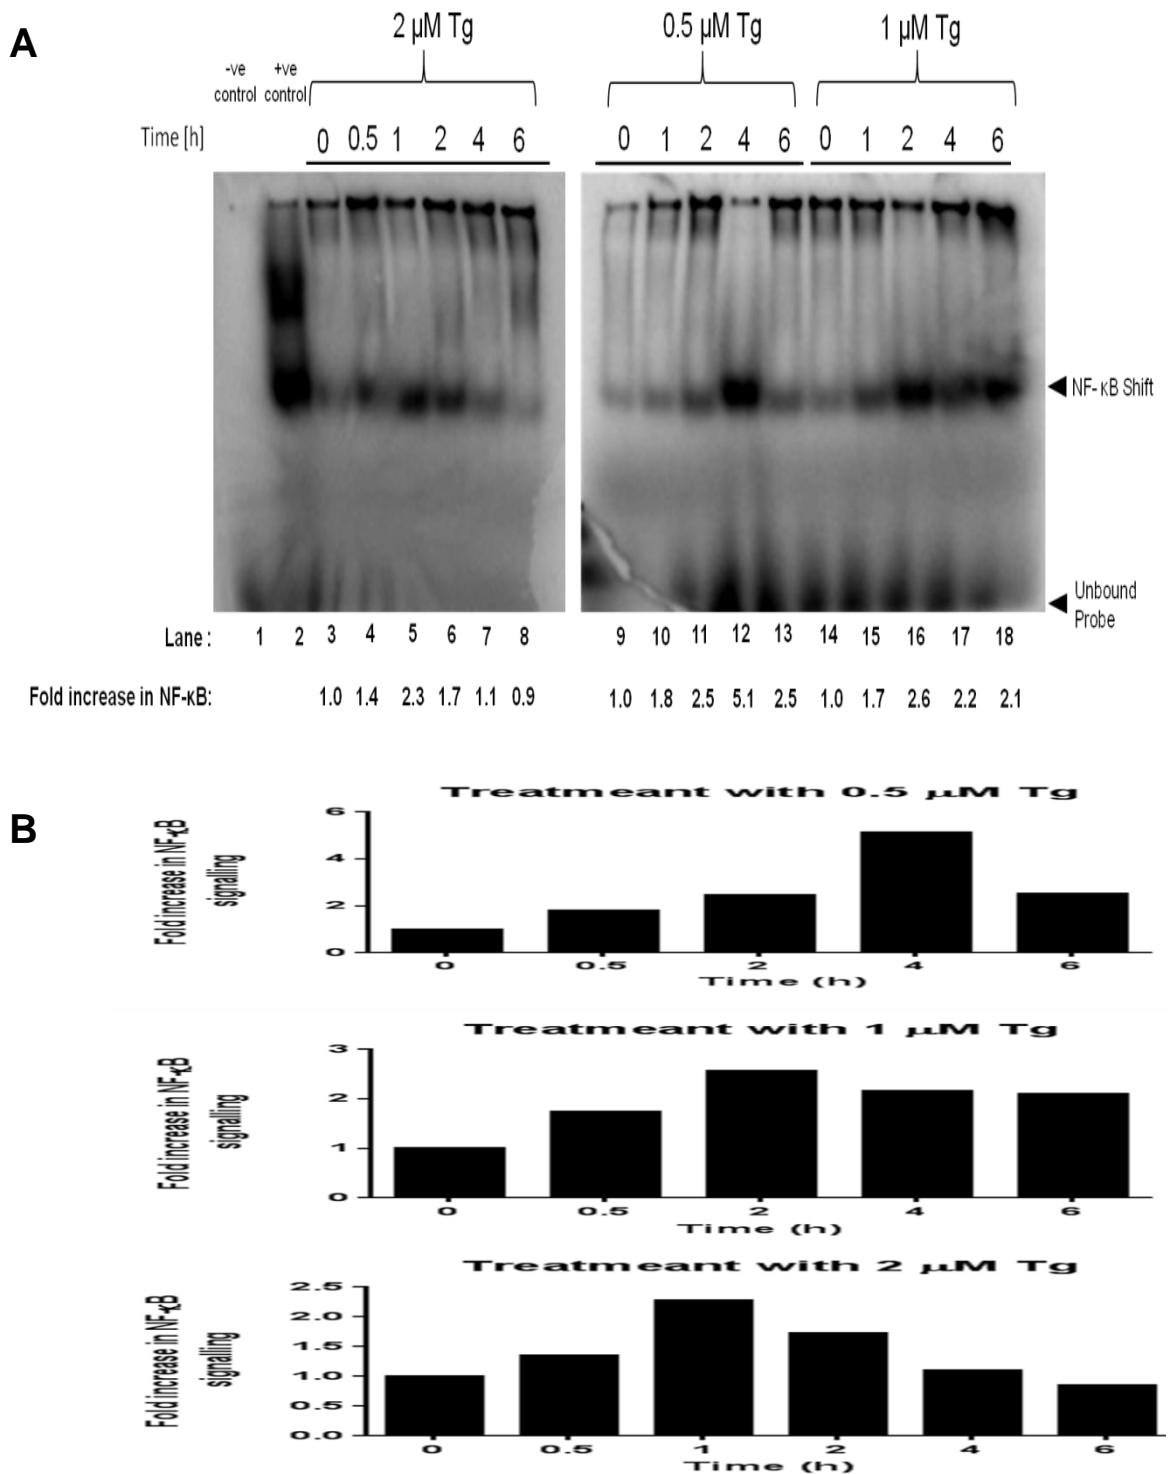 A
2 µM Tg
0.5 µM Tg
1 µM Tg
-ve control
+ve control
Time [h]
0 0.5 1 2 4 6
0 1 2 4 6 0 1 2 4 6
NF-κB Shift
Unbound
Probe
Lane : 1 2 3 4 5 6 7 8 9 10 11 12 13 14 15 16 17 18
Fold increase in NF-κB: 1.0 1.4 2.3 1.7 1.1 0.9 1.0 1.8 2.5 5.1 2.5 1.0 1.7 2.6 2.2 2.1
B
Treatmeant with 0.5 µM Tg
Fold increase in NF-κB
signalling
6
4
2
0
0 0.5 2 4 6
Time (h)
Treatmeant with 1 µM Tg
Fold increase in NF-κB
signalling
3
2
1
0
0 0.5 2 4 6
Time (h)
Treatmeant with 2 µM Tg
Fold increase in NF-κB
signalling
2.5
2.0
1.5
1.0
0.5
0.0
0 0.5 1 2 4 6
Time (h)